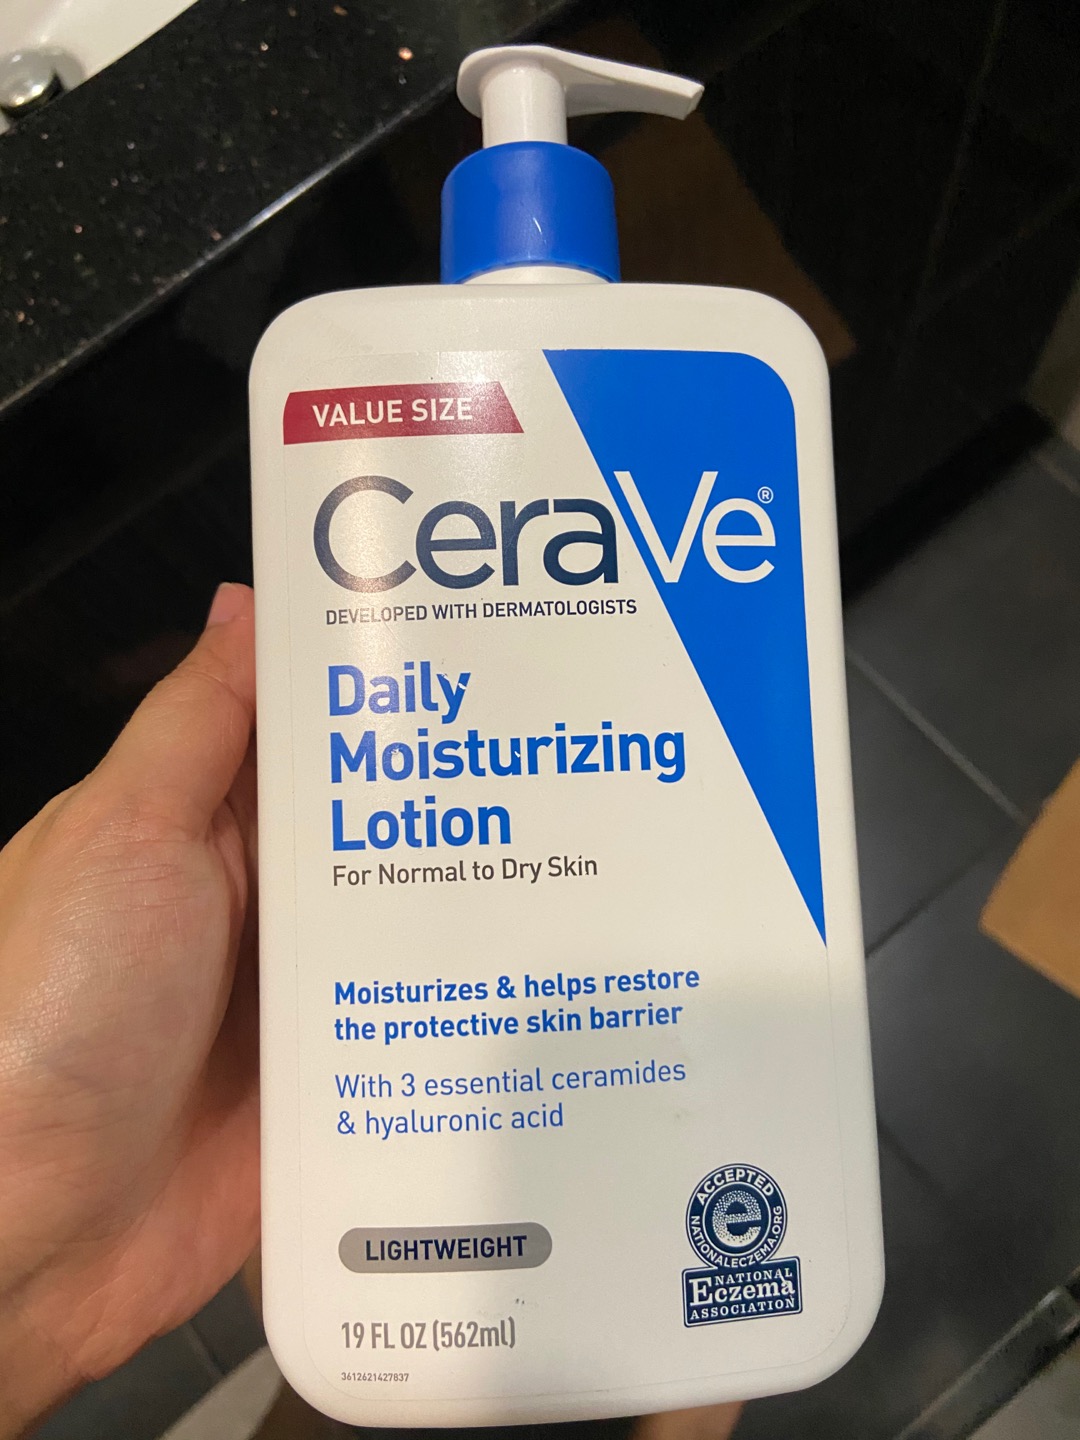 VALUE SIZE
CeraVe®
DEVELOPED WITH DERMATOLOGISTS
Daily
Moisturizing
Lotion
For Normal to Dry Skin
Moisturizes & helps restore
the protective skin barrier
With 3 essential ceramides
& hyaluronic acid
LIGHTWEIGHT
ACCEPTED
e
NATIONALECZEMA.ORG
NATIONAL
Eczema
ASSOCIATION
19 FL OZ (562ml)
3612621427837